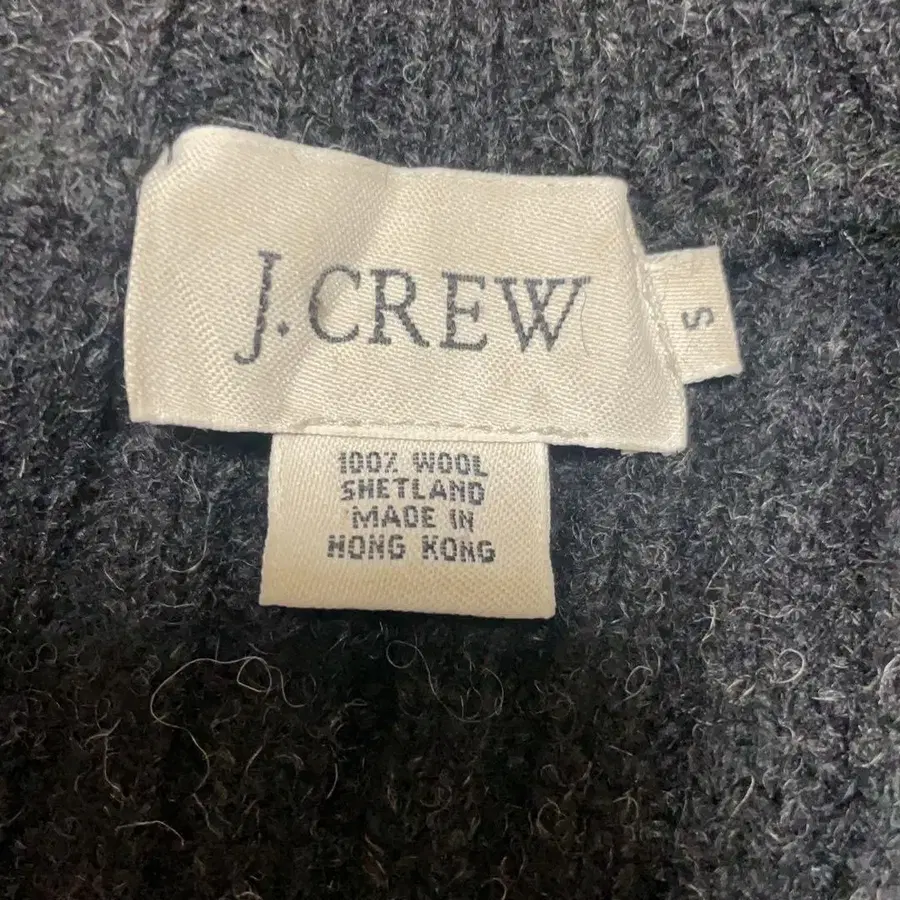 J. CREW
S
100% WOOL
SHETLAND
MADE IN
HONG KONG